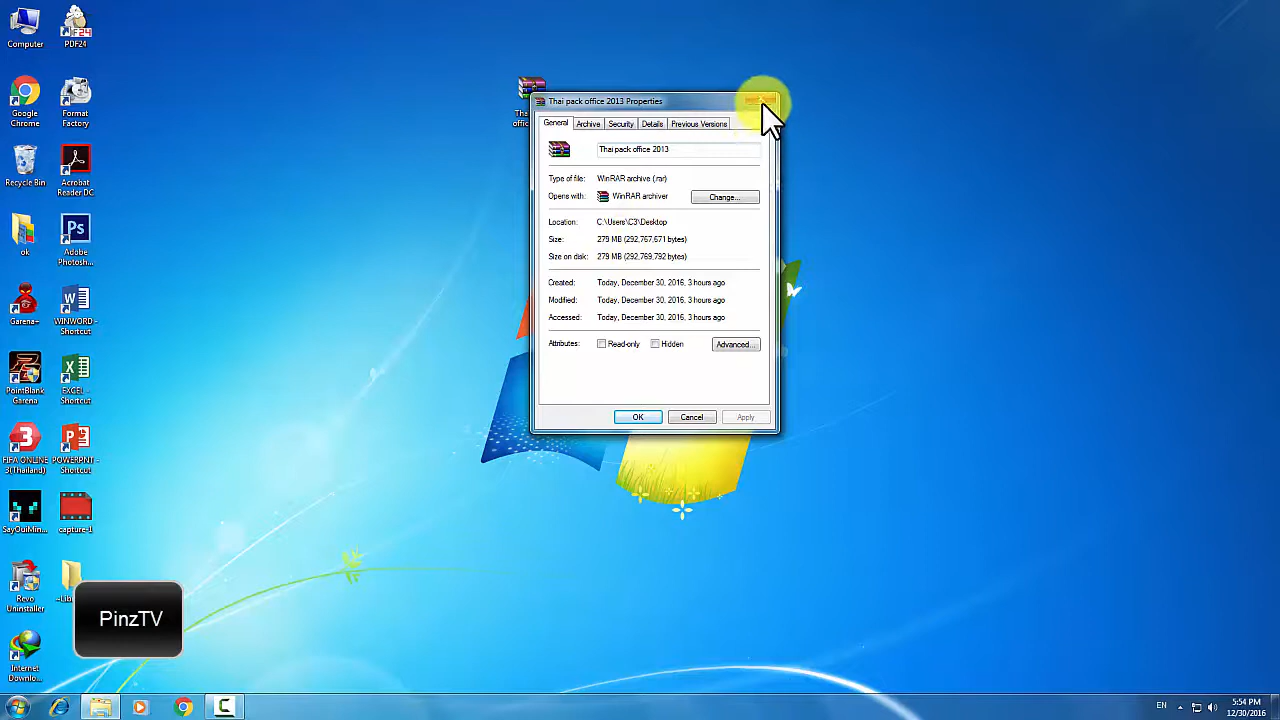 Computer
PDF24
Google
Chrome
Format
Factory
Recycle Bin
Acrobat
Reader DC
ok
Adobe
Photosh...
Garena+
WINWORD -
Shortcut
PointBlank
Garena
EXCEL -
Shortcut
FIFA ONLINE
3(Thailand)
POWERPNT -
Shortcut
SayOuiMin...
capture-1
Revo
Uninstaller
Internet
Downlo...
PinzTV
Thai pack office 2013 Properties
General
Archive
Security
Details
Previous Versions
Thai pack office 2013
Type of file: WinRAR archive (.rar)
Opens with: WinRAR archiver Change...
Location: C:\Users\C3\Desktop
Size: 279 MB (292,767,671 bytes)
Size on disk: 279 MB (292,769,792 bytes)
Created: Today, December 30, 2016, 3 hours ago
Modified: Today, December 30, 2016, 3 hours ago
Accessed: Today, December 30, 2016, 3 hours ago
Attributes: Read-only Hidden Advanced...
OK Cancel Apply
EN
5:54 PM
12/30/2016